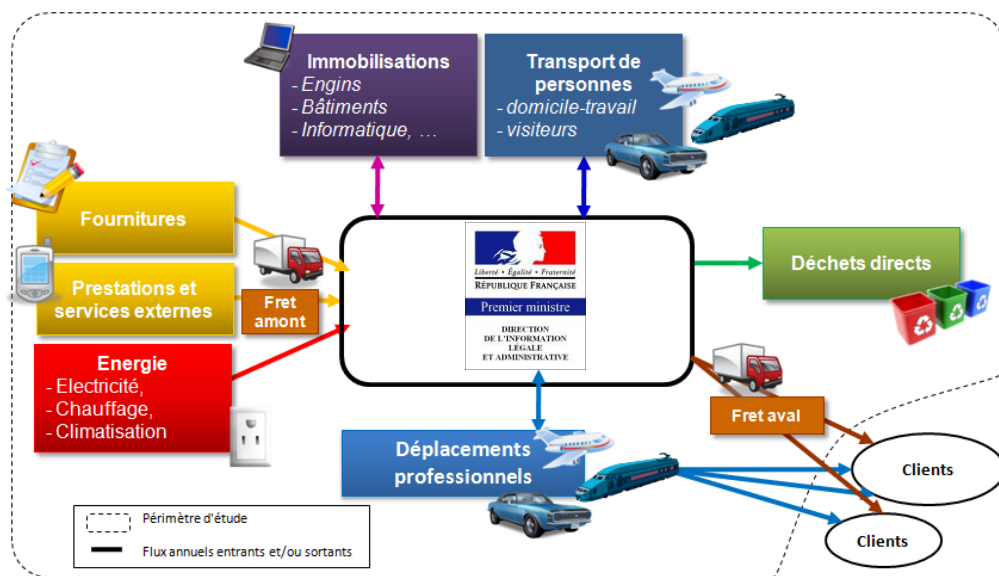 Immobilisations
- Engins
- Bâtiments
- Informatique, …
Transport de
personnes
- domicile-travail
- visiteurs
Fournitures
Prestations et
services externes
Fret
amont
Energie
- Electricité,
- Chauffage,
- Climatisation
Liberté • Égalité • Fraternité
RÉPUBLIQUE FRANÇAISE
Premier ministre
DIRECTION
DE L'INFORMATION
LÉGALE
ET ADMINISTRATIVE
Déchets directs
Fret aval
Déplacements
professionnels
Clients
Clients
Périmètre d'étude
Flux annuels entrants et/ou sortants